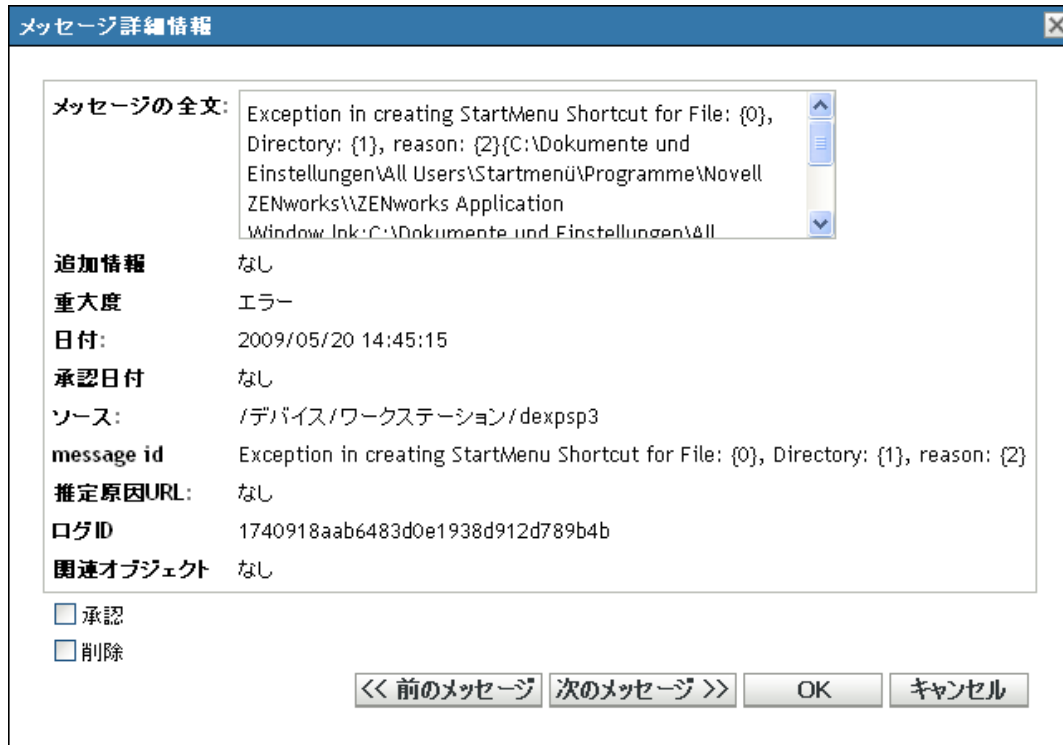 メッセージ詳細情報
メッセージの全文: Exception in creating StartMenu Shortcut for File: {0},
Directory: {1}, reason: {2}{C:\Dokumente und
Einstellungen\All Users\Startmenü\Programme\Novell
ZENworks\\ZENworks Application
Window.lnk;C:\Dokumente und Einstellungen\All
追加情報 なし
重大度 エラー
日付: 2009/05/20 14:45:15
承認日付 なし
ソース: /デバイス/ワークステーション/dexpsp3
message id Exception in creating StartMenu Shortcut for File: {0}, Directory: {1}, reason: {2}
推定原因URL: なし
ログID 1740918aab6483d0e1938d912d789b4b
関連オブジェクト なし
承認
削除
<< 前のメッセージ 次のメッセージ >> OK キャンセル